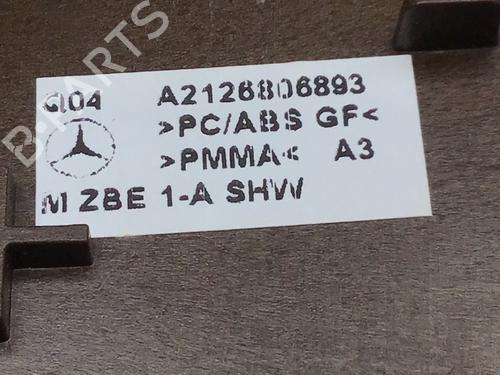 B-PARTS
Q04 A2126806893
>PC/ABS GF<
>PMMA< A3
M ZBE 1-A SHW